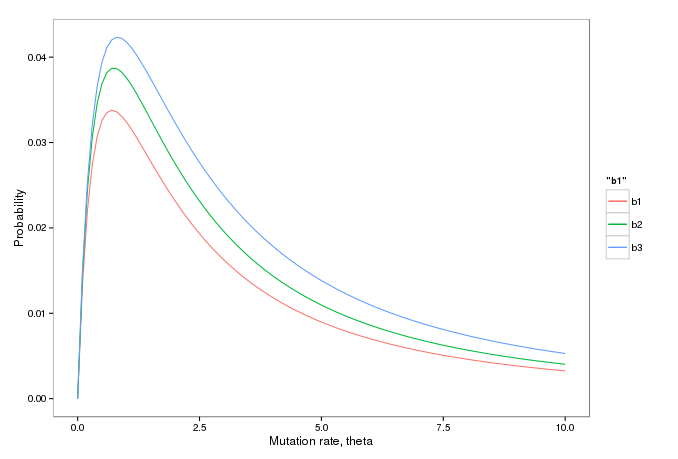 Probability
0.04
0.03
0.02
0.01
0.00
0.0 2.5 5.0 7.5 10.0
Mutation rate, theta
"b1"
b1
b2
b3